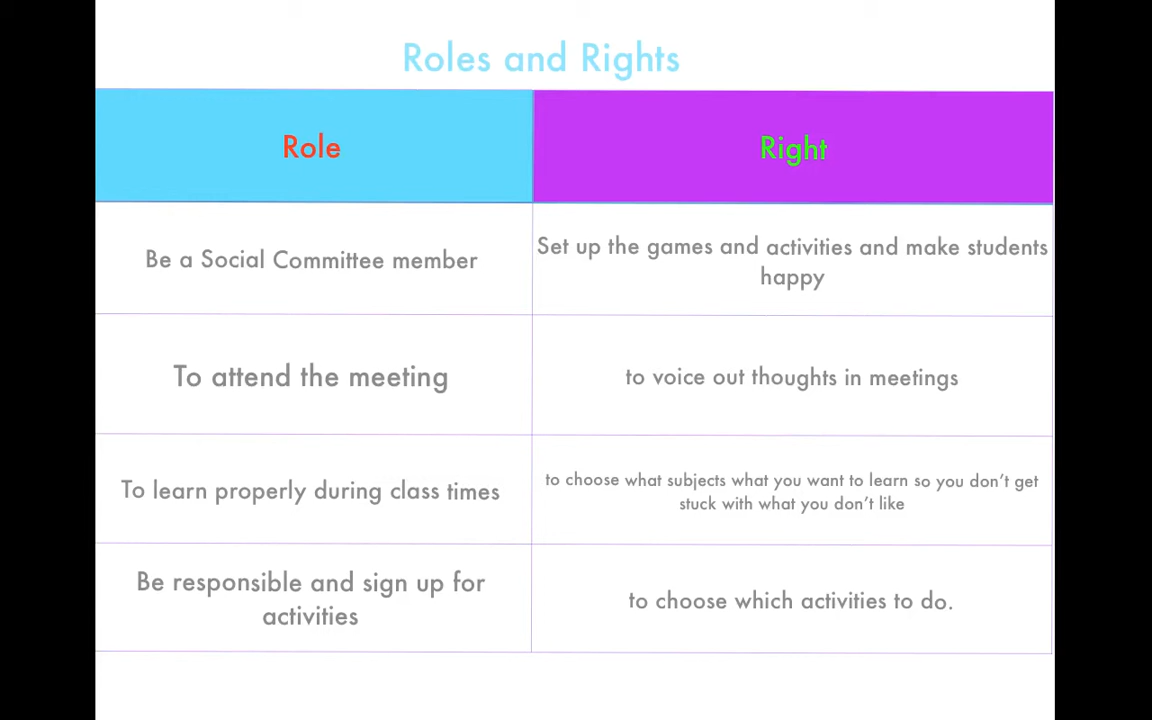 Roles and Rights
Role
Right
Be a Social Committee member
Set up the games and activities and make students
happy
To attend the meeting
to voice out thoughts in meetings
To learn properly during class times
to choose what subjects what you want to learn so you don't get
stuck with what you don't like
Be responsible and sign up for
activities
to choose which activities to do.